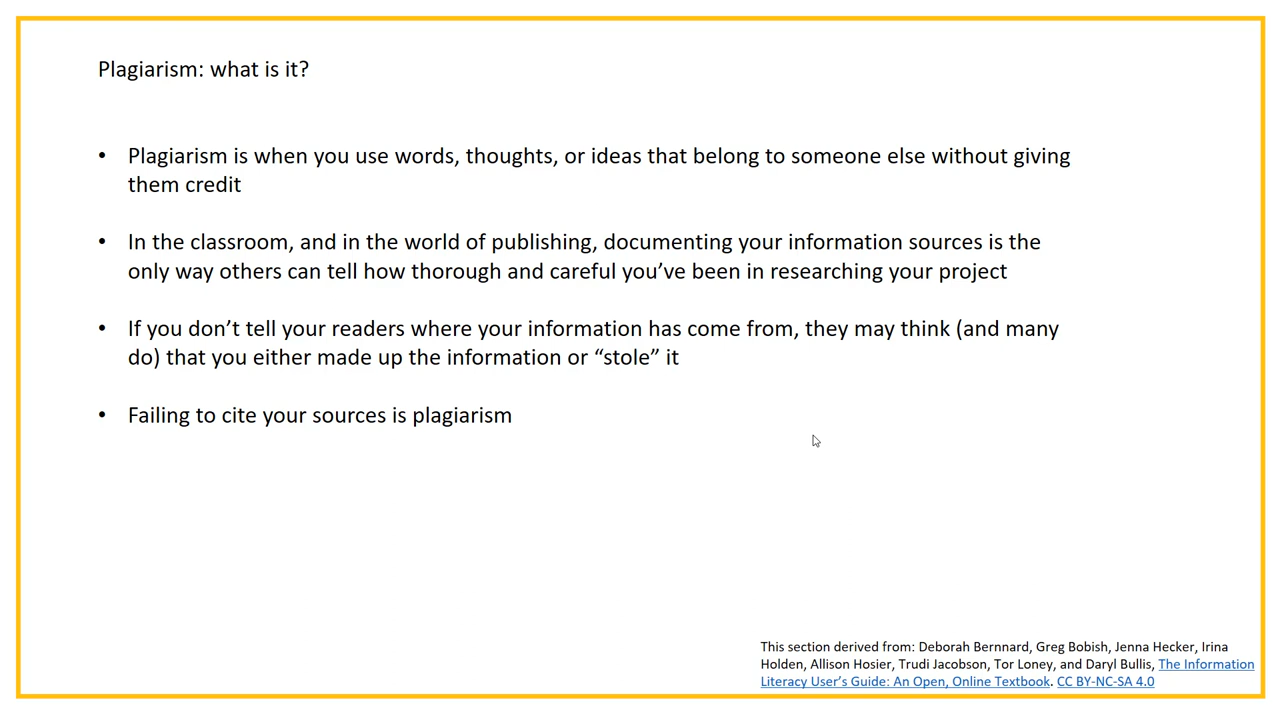 Plagiarism: what is it?
• Plagiarism is when you use words, thoughts, or ideas that belong to someone else without giving
them credit
• In the classroom, and in the world of publishing, documenting your information sources is the
only way others can tell how thorough and careful you’ve been in researching your project
• If you don’t tell your readers where your information has come from, they may think (and many
do) that you either made up the information or “stole” it
• Failing to cite your sources is plagiarism
This section derived from: Deborah Bernnard, Greg Bobish, Jenna Hecker, Irina
Holden, Allison Hosier, Trudi Jacobson, Tor Loney, and Daryl Bullis, The Information
Literacy User’s Guide: An Open, Online Textbook. CC BY-NC-SA 4.0